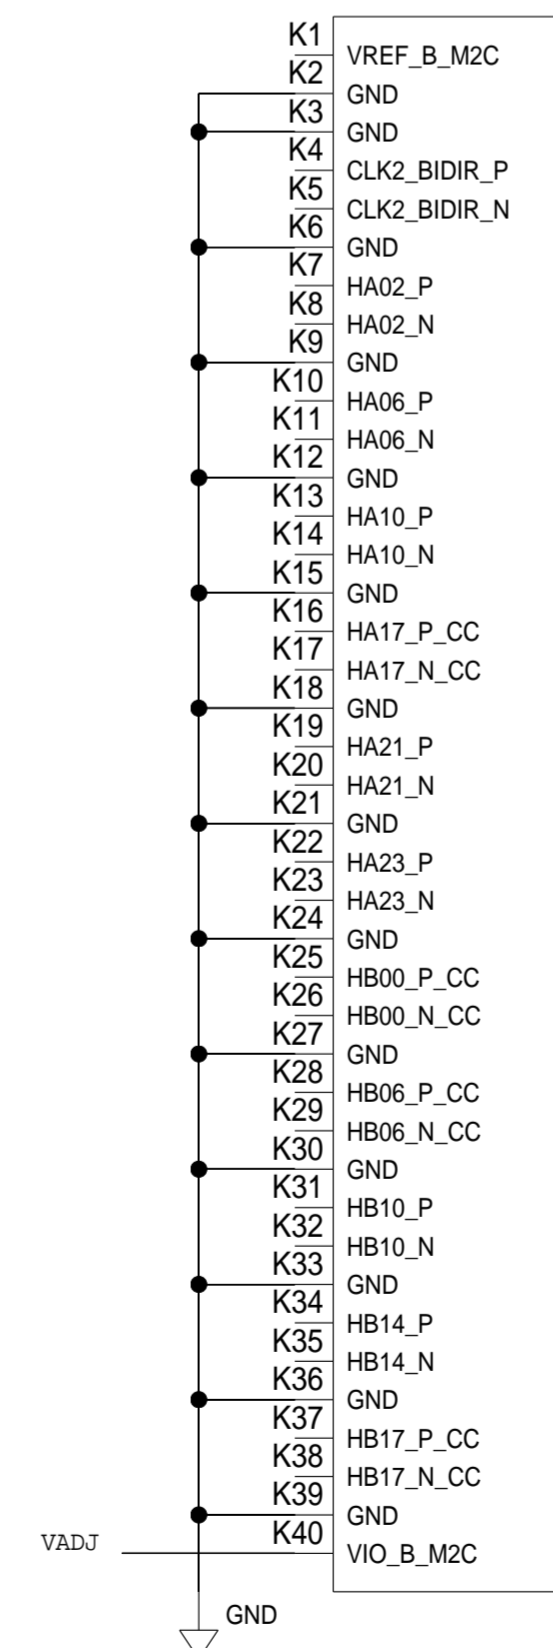 K1 VREF_B_M2C
K2 GND
K3 GND
K4 CLK2_BIDIR_P
K5 CLK2_BIDIR_N
K6 GND
K7 HA02_P
K8 HA02_N
K9 GND
K10 HA06_P
K11 HA06_N
K12 GND
K13 HA10_P
K14 HA10_N
K15 GND
K16 HA17_P_CC
K17 HA17_N_CC
K18 GND
K19 HA21_P
K20 HA21_N
K21 GND
K22 HA23_P
K23 HA23_N
K24 GND
K25 HB00_P_CC
K26 HB00_N_CC
K27 GND
K28 HB06_P_CC
K29 HB06_N_CC
K30 GND
K31 HB10_P
K32 HB10_N
K33 GND
K34 HB14_P
K35 HB14_N
K36 GND
K37 HB17_P_CC
K38 HB17_N_CC
K39 GND
VADJ K40 VIO_B_M2C
GND